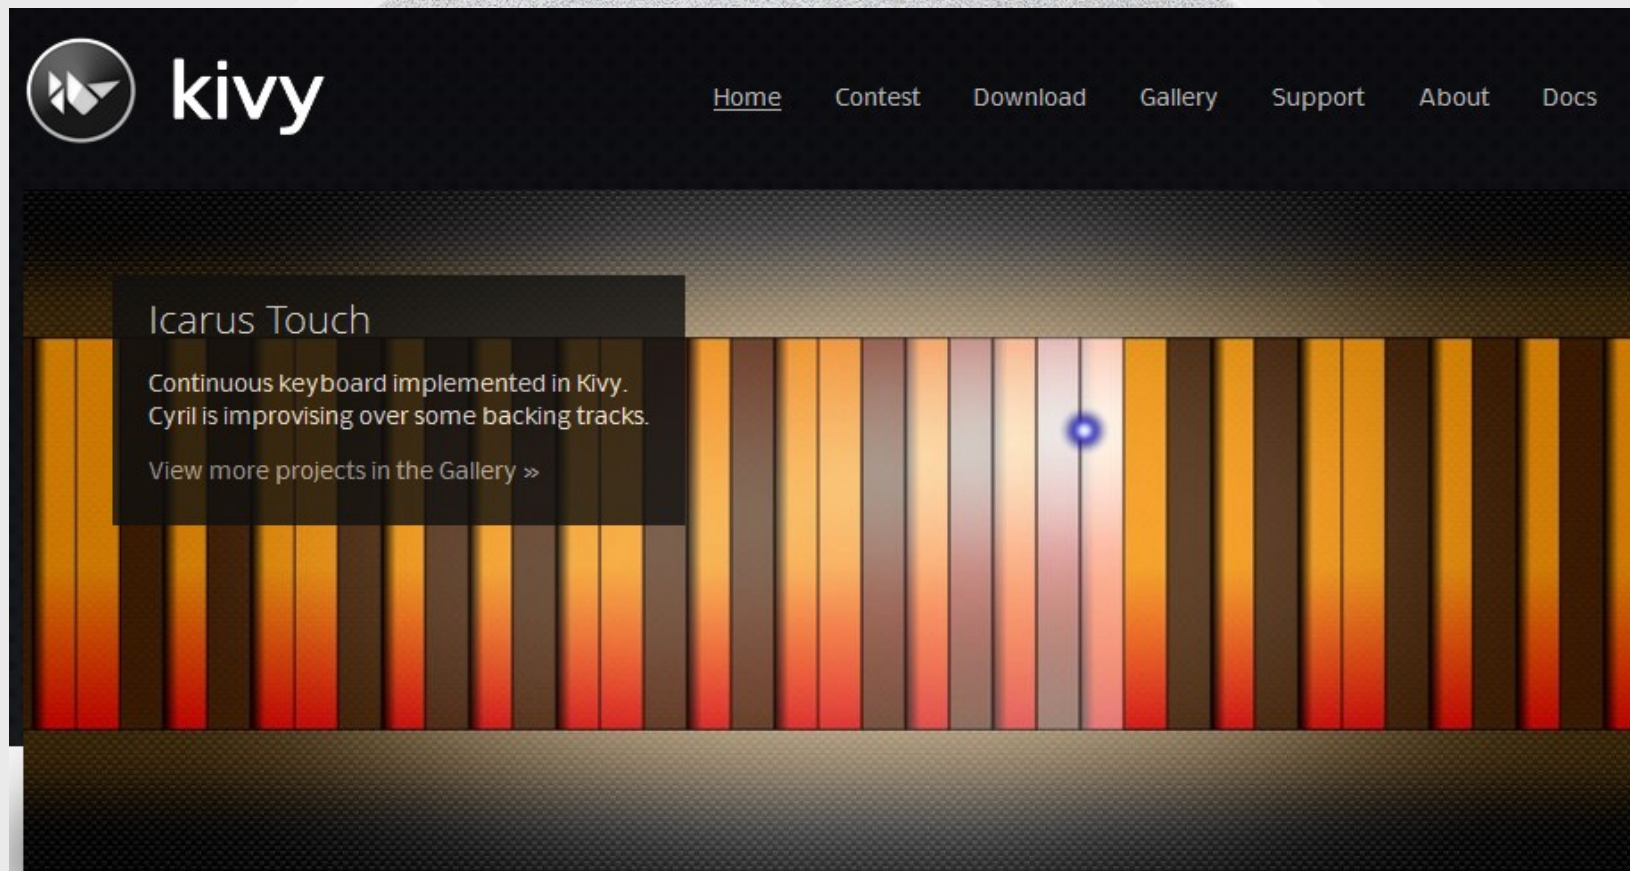 kivy
Home Contest Download Gallery Support About Docs
Icarus Touch
Continuous keyboard implemented in Kivy.
Cyril is improvising over some backing tracks.
View more projects in the Gallery »